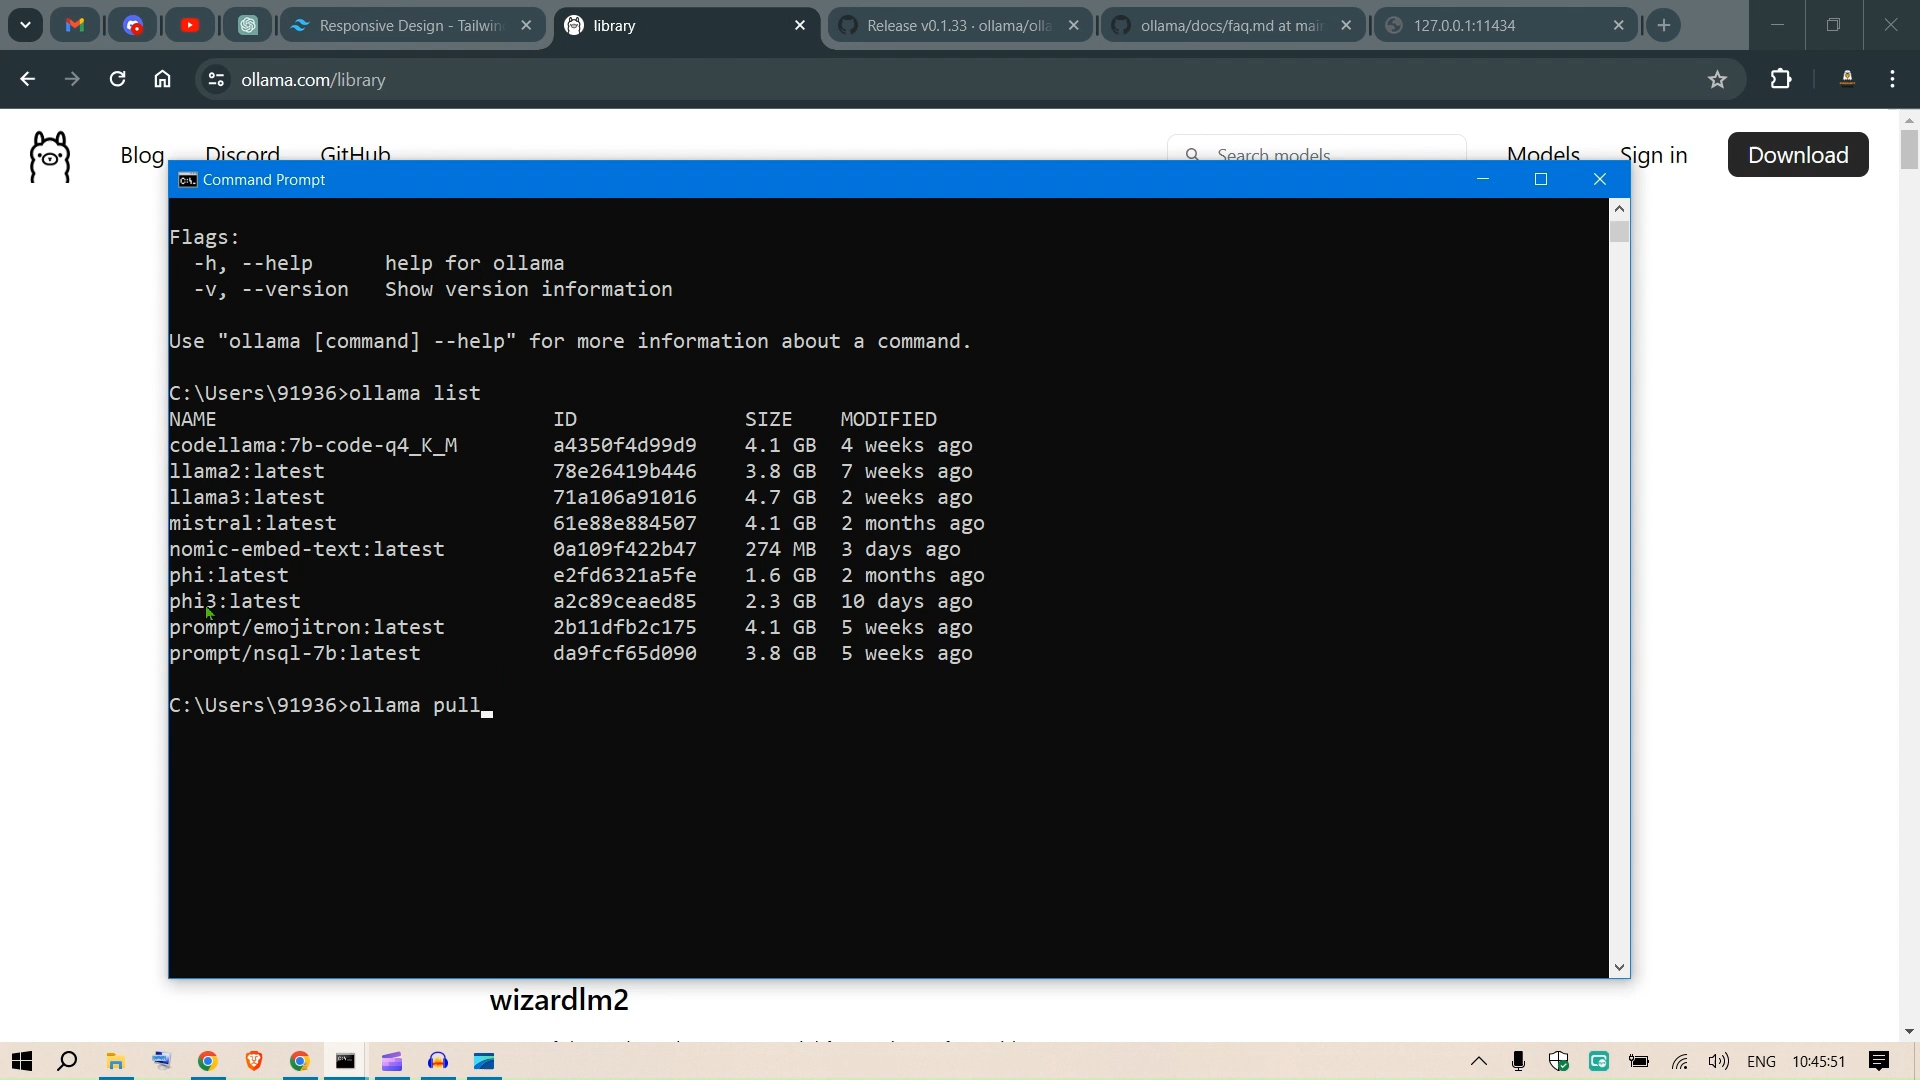 Responsive Design - Tailwin
library
Release v0.1.33 · ollama/olla
ollama/docs/faq.md at mai
127.0.0.1:11434
ollama.com/library
Blog Discord GitHub Search models Models Sign in Download
Command Prompt
Flags:
-h, --help help for ollama
-v, --version Show version information
Use "ollama [command] --help" for more information about a command.
C:\Users\91936>ollama list
NAME ID SIZE MODIFIED
codellama:7b-code-q4_K_M a4350f4d99d9 4.1 GB 4 weeks ago
llama2:latest 78e26419b446 3.8 GB 7 weeks ago
llama3:latest 71a106a91016 4.7 GB 2 weeks ago
mistral:latest 61e88e884507 4.1 GB 2 months ago
nomic-embed-text:latest 0a109f422b47 274 MB 3 days ago
phi:latest e2fd6321a5fe 1.6 GB 2 months ago
phi3:latest a2c89ceaed85 2.3 GB 10 days ago
prompt/emojitron:latest 2b11dfb2c175 4.1 GB 5 weeks ago
prompt/nsql-7b:latest da9fcf65d090 3.8 GB 5 weeks ago
C:\Users\91936>ollama pull
wizardlm2
ENG 10:45:51